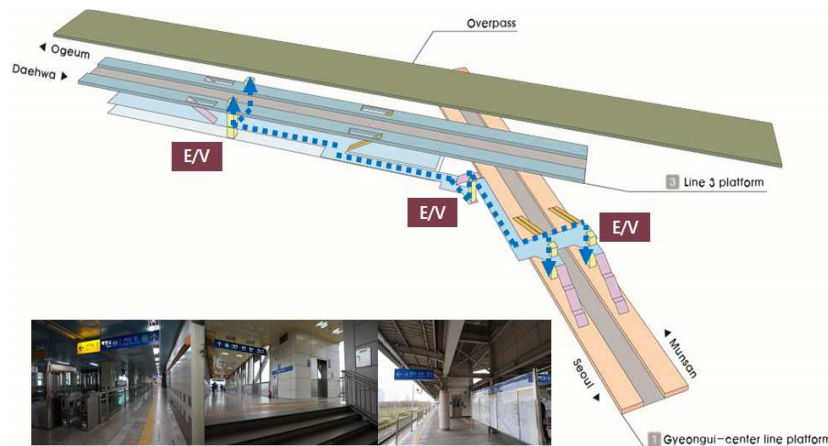 Overpass
◀ Ogeum
Daehwa ▶
E/V
3 Line 3 platform
E/V
E/V
◀ Munsan
Seoul ▶
1 Gyeongui-center line platform